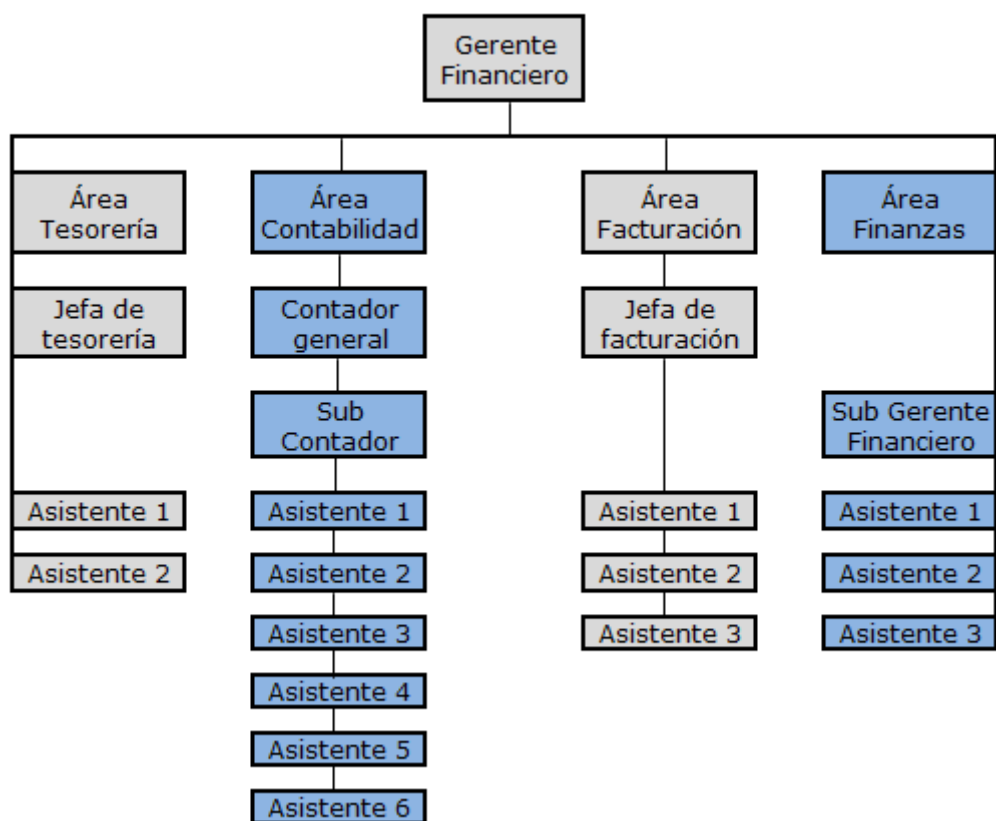 Gerente
Financiero
Área
Tesorería
Área
Contabilidad
Área
Facturación
Área
Finanzas
Jefa de
tesorería
Contador
general
Jefa de
facturación
Sub
Contador
Sub Gerente
Financiero
Asistente 1
Asistente 1
Asistente 1
Asistente 1
Asistente 2
Asistente 2
Asistente 2
Asistente 2
Asistente 3
Asistente 3
Asistente 3
Asistente 4
Asistente 5
Asistente 6